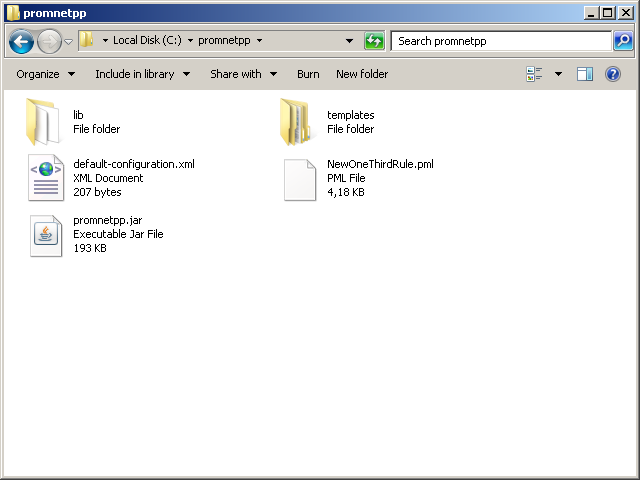 promnetpp
Local Disk (C:) promnetpp
Search promnetpp
Organize Include in library Share with Burn New folder
lib
File folder
templates
File folder
default-configuration.xml
XML Document
207 bytes
NewOneThirdRule.pml
PML File
4,18 KB
promnetpp.jar
Executable Jar File
193 KB